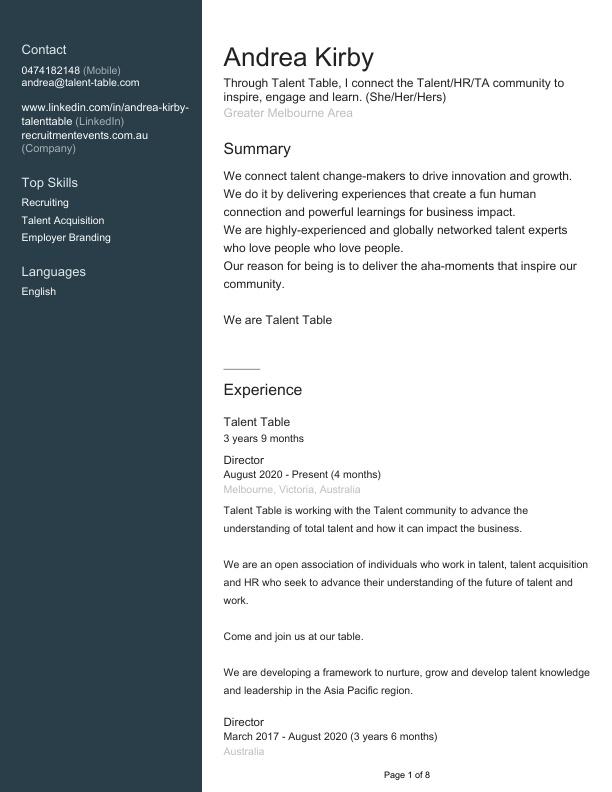 Contact
0474182148 (Mobile)
andrea@talent-table.com
www.linkedin.com/in/andrea-kirby-
talenttable (LinkedIn)
recruitmentevents.com.au
(Company)
Top Skills
Recruiting
Talent Acquisition
Employer Branding
Languages
English
Andrea Kirby
Through Talent Table, I connect the Talent/HR/TA community to
inspire, engage and learn. (She/Her/Hers)
Greater Melbourne Area
Summary
We connect talent change-makers to drive innovation and growth.
We do it by delivering experiences that create a fun human
connection and powerful learnings for business impact.
We are highly-experienced and globally networked talent experts
who love people who love people.
Our reason for being is to deliver the aha-moments that inspire our
community.
We are Talent Table
Experience
Talent Table
3 years 9 months
Director
August 2020 - Present (4 months)
Melbourne, Victoria, Australia
Talent Table is working with the Talent community to advance the
understanding of total talent and how it can impact the business.
We are an open association of individuals who work in talent, talent acquisition
and HR who seek to advance their understanding of the future of talent and
work.
Come and join us at our table.
We are developing a framework to nurture, grow and develop talent knowledge
and leadership in the Asia Pacific region.
Director
March 2017 - August 2020 (3 years 6 months)
Australia
Page 1 of 8